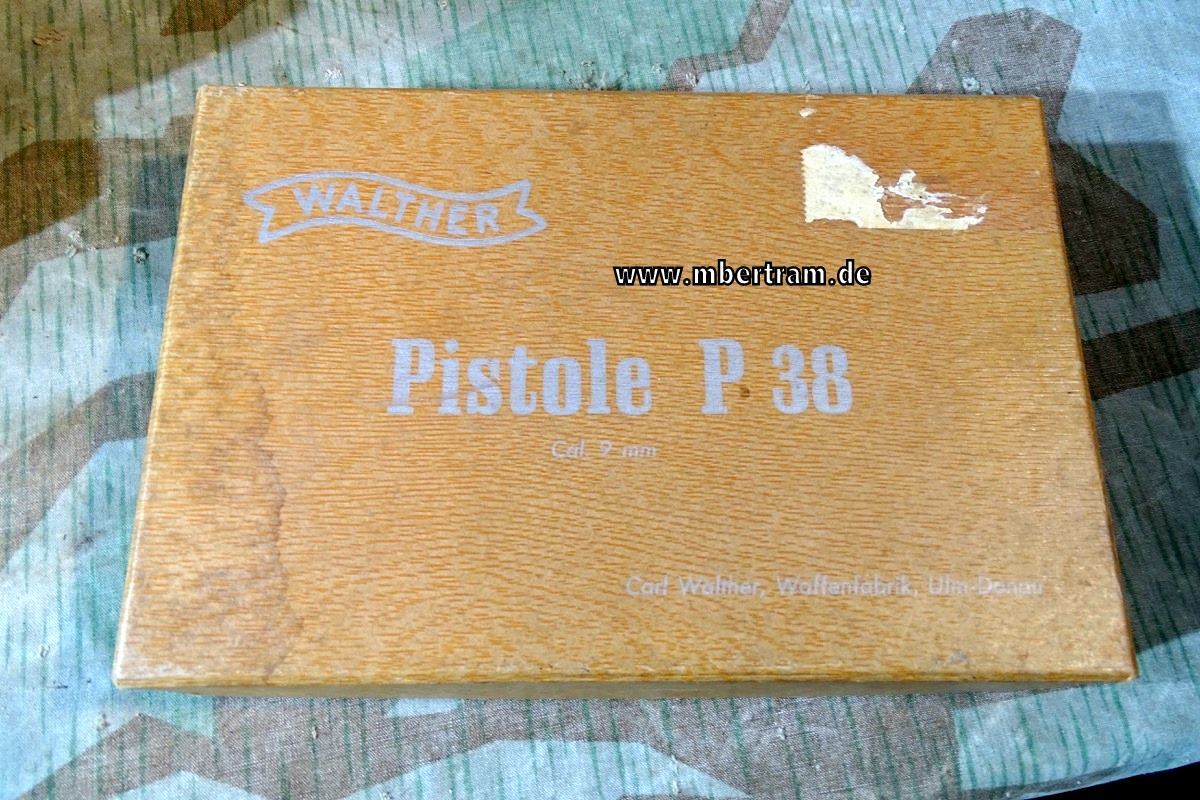 WALTHER
www.mbertram.de
Pistole P 38
Cal. 9 mm
Carl Walther, Waffenfabrik, Ulm-Donau